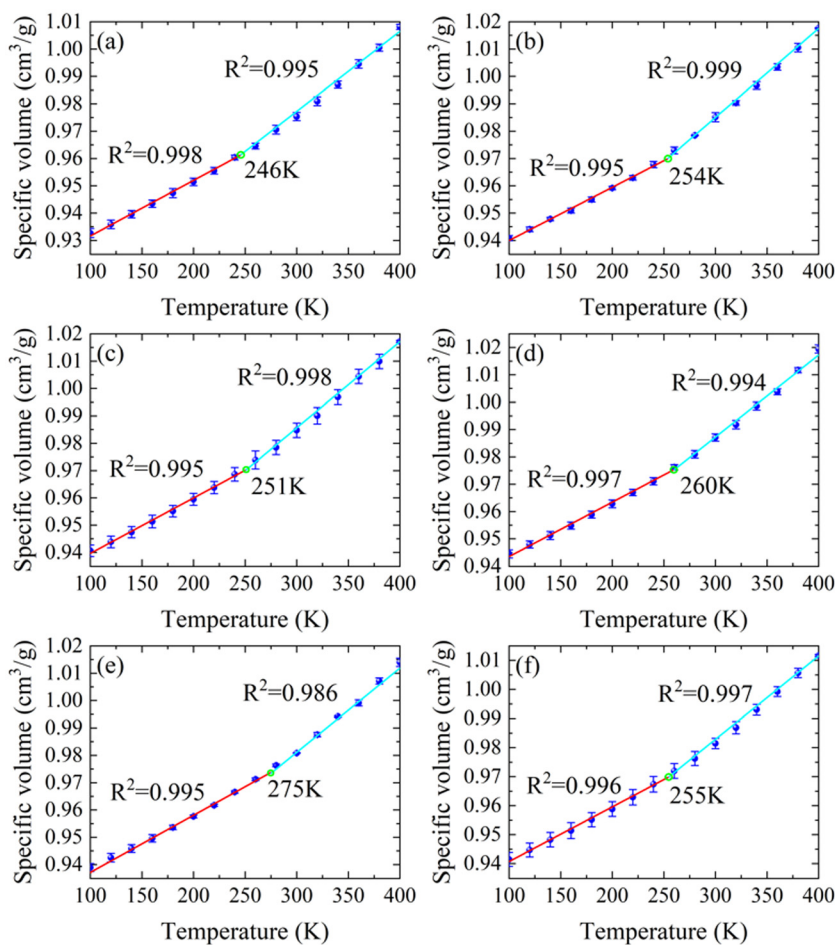 (a)
R²=0.995
R²=0.998
246K
Specific volume (cm³/g)
1.01
1.00
0.99
0.98
0.97
0.96
0.95
0.94
0.93
100 150 200 250 300 350 400
Temperature (K)
(b)
R²=0.999
R²=0.995
254K
Specific volume (cm³/g)
1.02
1.01
1.00
0.99
0.98
0.97
0.96
0.95
0.94
100 150 200 250 300 350 400
Temperature (K)
(c)
R²=0.998
R²=0.995
251K
Specific volume (cm³/g)
1.02
1.01
1.00
0.99
0.98
0.97
0.96
0.95
0.94
100 150 200 250 300 350 400
Temperature (K)
(d)
R²=0.994
R²=0.997
260K
Specific volume (cm³/g)
1.02
1.01
1.00
0.99
0.98
0.97
0.96
0.95
0.94
100 150 200 250 300 350 400
Temperature (K)
(e)
R²=0.986
R²=0.995
275K
Specific volume (cm³/g)
1.02
1.01
1.00
0.99
0.98
0.97
0.96
0.95
0.94
100 150 200 250 300 350 400
Temperature (K)
(f)
R²=0.997
R²=0.996
255K
Specific volume (cm³/g)
1.01
1.00
0.99
0.98
0.97
0.96
0.95
0.94
100 150 200 250 300 350 400
Temperature (K)